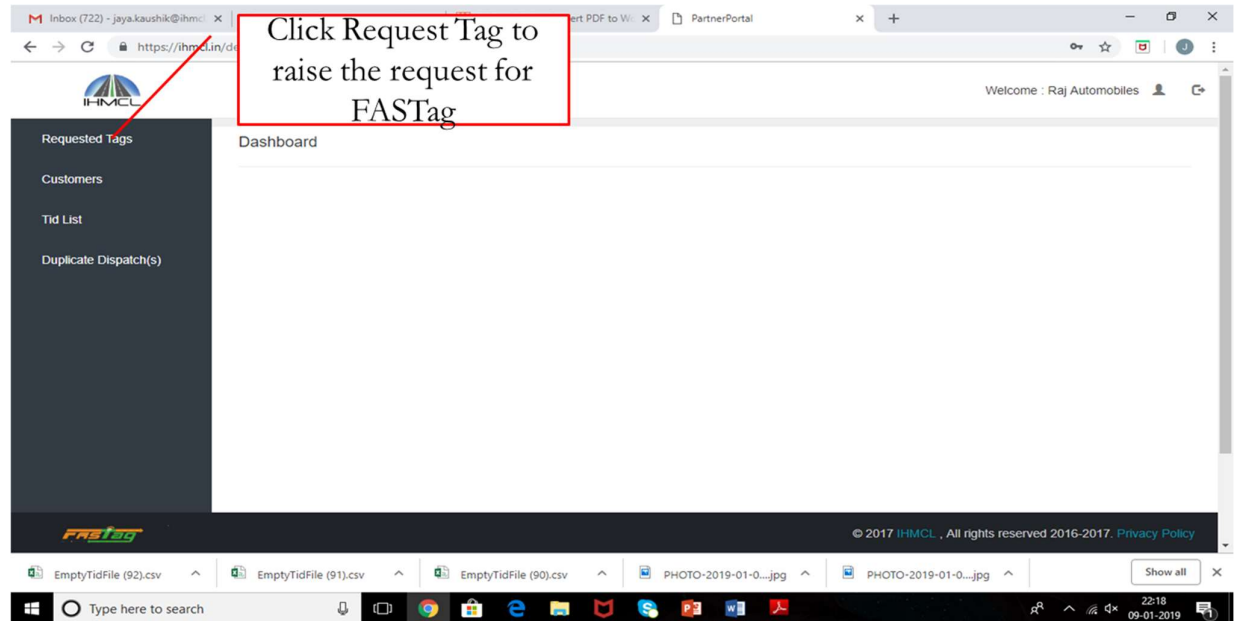 Inbox (722) - jaya.kaushik@ihmcl
ert PDF to Wo
PartnerPortal
https://ihmcl.in/de
Click Request Tag to
raise the request for
FASTag
IHMCL
Welcome : Raj Automobiles
Requested Tags
Dashboard
Customers
Tid List
Duplicate Dispatch(s)
FASTag
© 2017 IHMCL , All rights reserved 2016-2017. Privacy Policy
EmptyTidFile (92).csv
EmptyTidFile (91).csv
EmptyTidFile (90).csv
PHOTO-2019-01-0....jpg
PHOTO-2019-01-0....jpg
Show all
Type here to search
22:18
09-01-2019